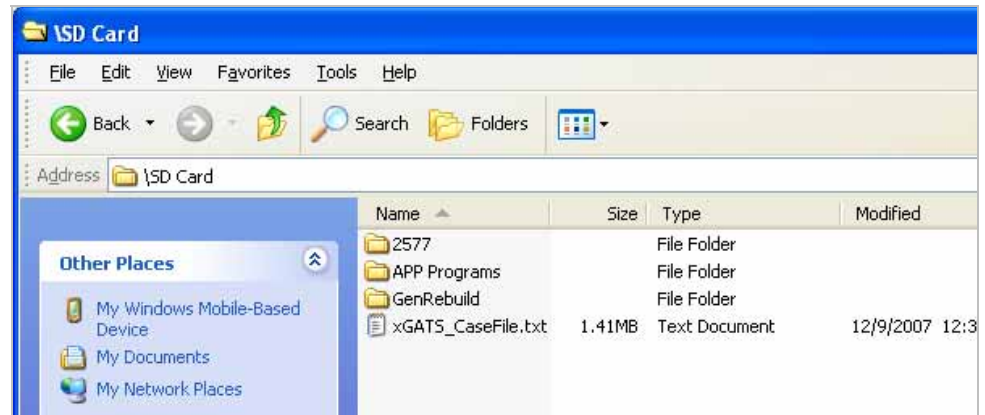 \SD Card
File Edit View Favorites Tools Help
Back Search Folders
Address \SD Card
Name Size Type Modified
2577 File Folder
APP Programs File Folder
GenRebuild File Folder
xGATS_CaseFile.txt 1.41MB Text Document 12/9/2007 12:3
Other Places
My Windows Mobile-Based
Device
My Documents
My Network Places